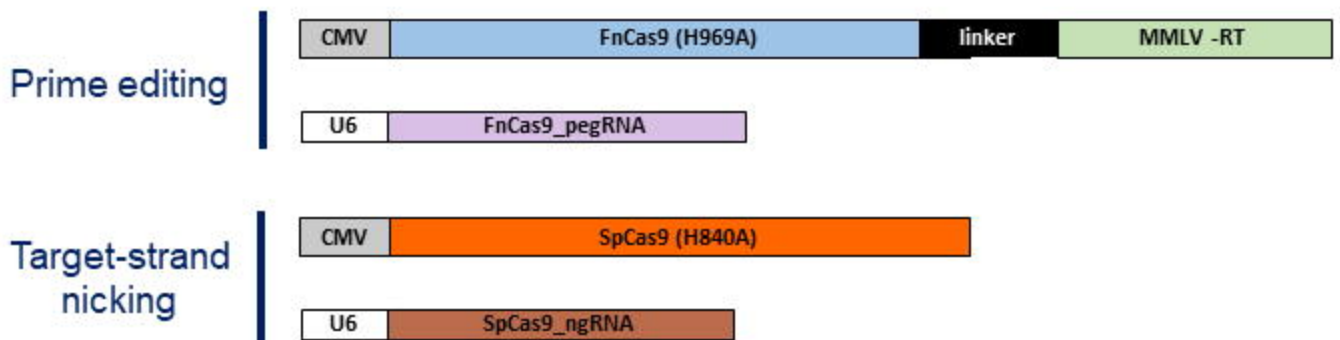 Prime editing
CMV FnCas9 (H969A) linker MMLV -RT
U6 FnCas9_pegRNA
Target-strand
nicking
CMV SpCas9 (H840A)
U6 SpCas9_ngRNA